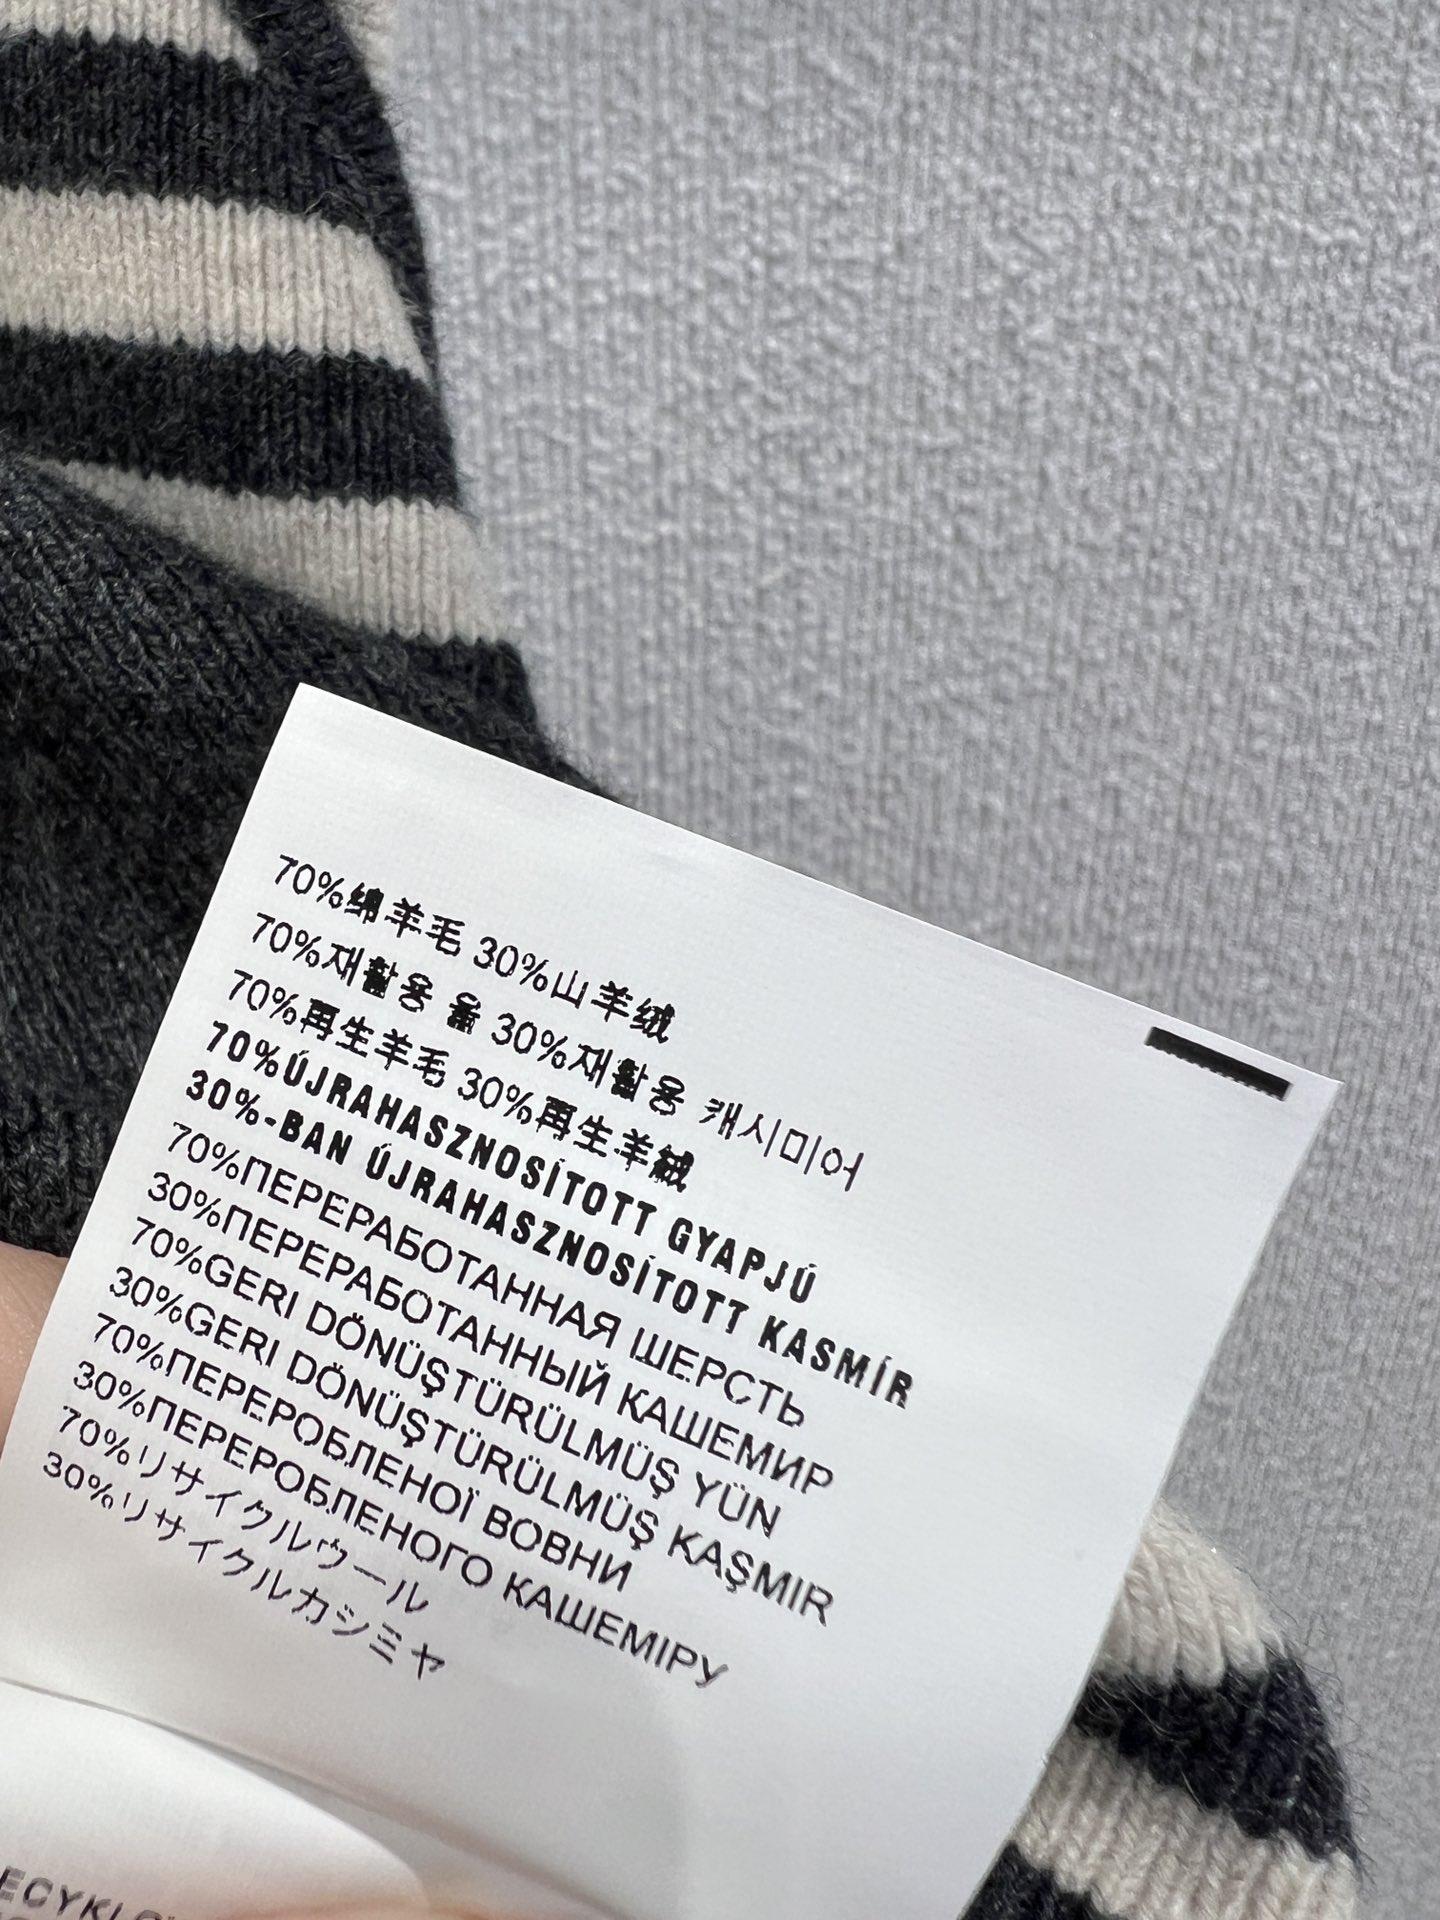 70%绵羊毛 30%山羊绒
70%재활용 울 30%재활용 캐시미어
70%再生羊毛 30%再生羊絨
70%ÚJRAHASZNOSÍTOTT GYAPJÚ
30%-BAN ÚJRAHASZNOSÍTOTT KASMÍR
70%ПЕРЕРАБОТАННАЯ ШЕРСТЬ
30%ПЕРЕРАБОТАННЫЙ КАШЕМИР
70%GERI DÖNÜŞTÜRÜLMÜŞ YÜN
30%GERI DÖNÜŞTÜRÜLMÜŞ KAŞMIR
70%ПЕРЕРОБЛЕНОЇ ВОВНИ
30%ПЕРЕРОБЛЕНОГО КАШЕМІРУ
70%リサイクルウール
30%リサイクルカシミヤ